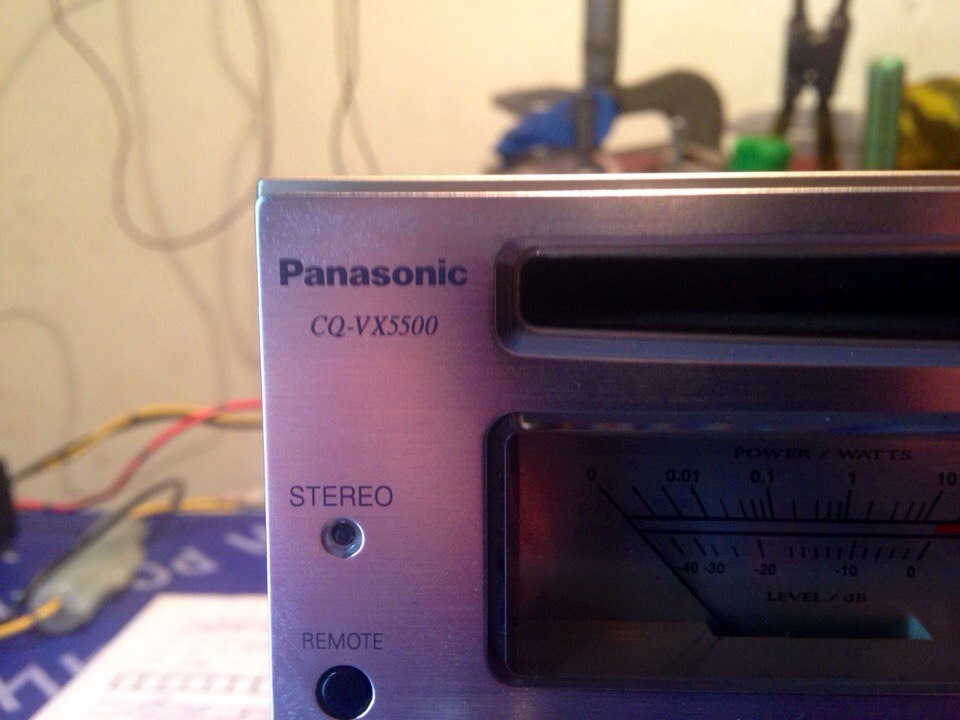 Panasonic
CQ-VX5500
POWER / WATTS
0 0.01 0.1 1 10
-40 -30 -20 -10 0
LEVEL / dB
STEREO
REMOTE